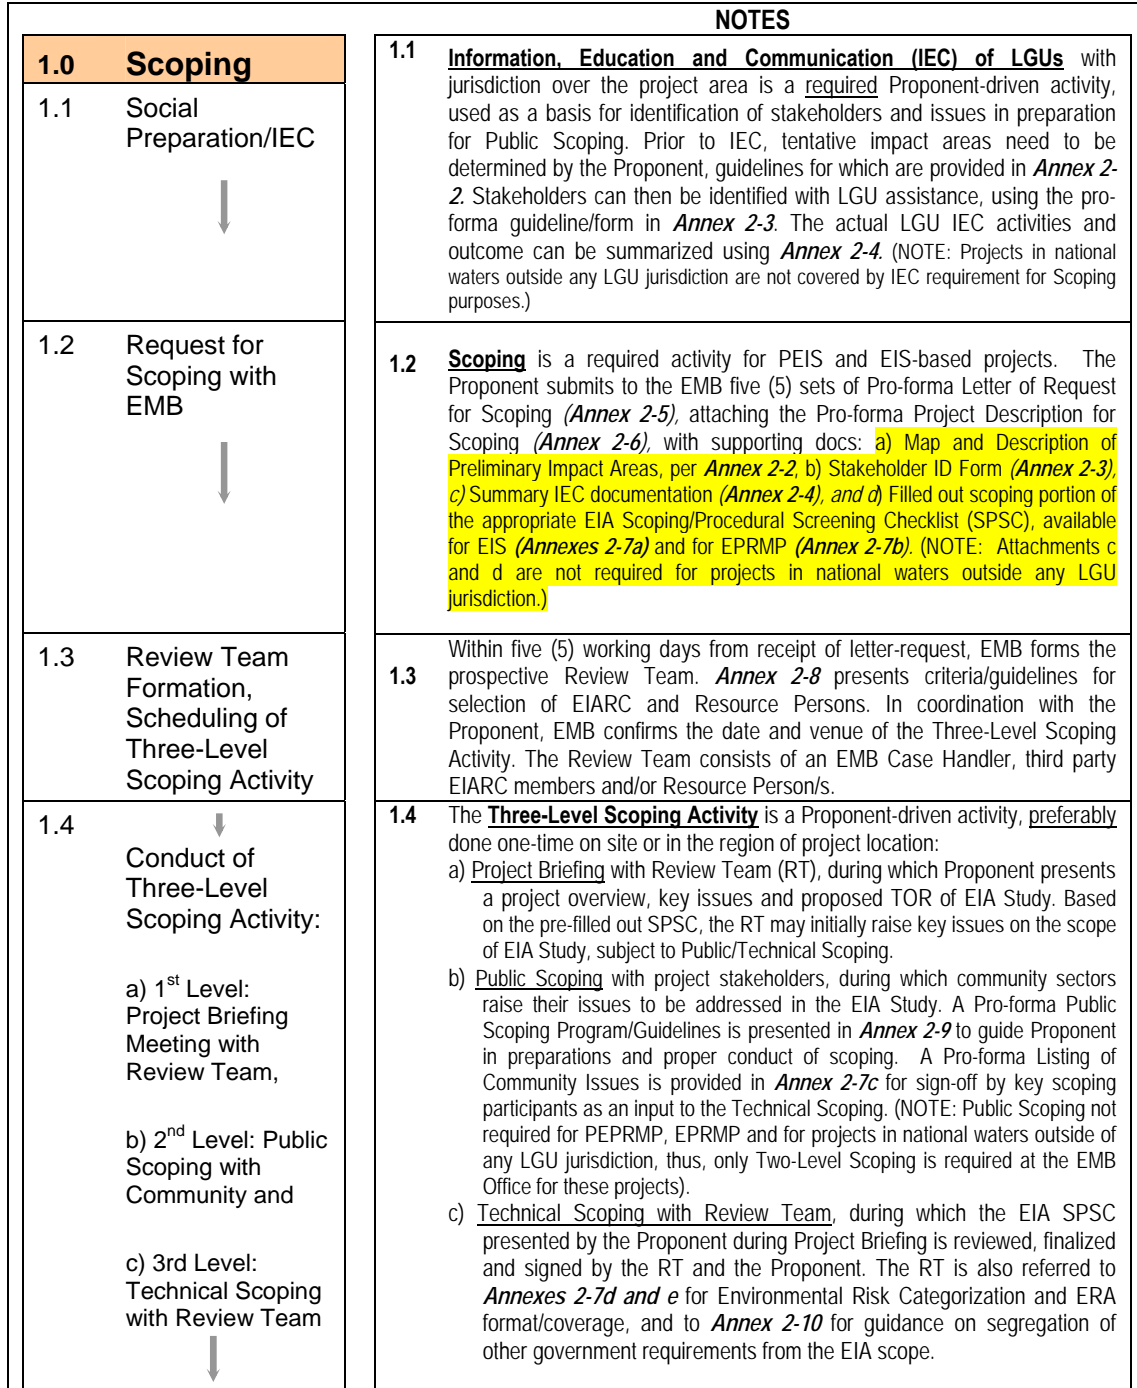 NOTES
1.0 Scoping
1.1 Social
Preparation/IEC
1.1 Information, Education and Communication (IEC) of LGUs with
jurisdiction over the project area is a required Proponent-driven activity,
used as a basis for identification of stakeholders and issues in preparation
for Public Scoping. Prior to IEC, tentative impact areas need to be
determined by the Proponent, guidelines for which are provided in Annex 2-
2. Stakeholders can then be identified with LGU assistance, using the pro-
forma guideline/form in Annex 2-3. The actual LGU IEC activities and
outcome can be summarized using Annex 2-4. (NOTE: Projects in national
waters outside any LGU jurisdiction are not covered by IEC requirement for Scoping
purposes.)
1.2 Request for
Scoping with
EMB
1.2 Scoping is a required activity for PEIS and EIS-based projects. The
Proponent submits to the EMB five (5) sets of Pro-forma Letter of Request
for Scoping (Annex 2-5), attaching the Pro-forma Project Description for
Scoping (Annex 2-6), with supporting docs: a) Map and Description of
Preliminary Impact Areas, per Annex 2-2, b) Stakeholder ID Form (Annex 2-3),
c) Summary IEC documentation (Annex 2-4), and d) Filled out scoping portion of
the appropriate EIA Scoping/Procedural Screening Checklist (SPSC), available
for EIS (Annexes 2-7a) and for EPRMP (Annex 2-7b). (NOTE: Attachments c
and d are not required for projects in national waters outside any LGU
jurisdiction.)
1.3 Review Team
Formation,
Scheduling of
Three-Level
Scoping Activity
Within five (5) working days from receipt of letter-request, EMB forms the
1.3 prospective Review Team. Annex 2-8 presents criteria/guidelines for
selection of EIARC and Resource Persons. In coordination with the
Proponent, EMB confirms the date and venue of the Three-Level Scoping
Activity. The Review Team consists of an EMB Case Handler, third party
EIARC members and/or Resource Person/s.
1.4
Conduct of
Three-Level
Scoping Activity:
a) 1st Level:
Project Briefing
Meeting with
Review Team,
b) 2nd Level: Public
Scoping with
Community and
c) 3rd Level:
Technical Scoping
with Review Team
1.4 The Three-Level Scoping Activity is a Proponent-driven activity, preferably
done one-time on site or in the region of project location:
a) Project Briefing with Review Team (RT), during which Proponent presents
a project overview, key issues and proposed TOR of EIA Study. Based
on the pre-filled out SPSC, the RT may initially raise key issues on the scope
of EIA Study, subject to Public/Technical Scoping.
b) Public Scoping with project stakeholders, during which community sectors
raise their issues to be addressed in the EIA Study. A Pro-forma Public
Scoping Program/Guidelines is presented in Annex 2-9 to guide Proponent
in preparations and proper conduct of scoping. A Pro-forma Listing of
Community Issues is provided in Annex 2-7c for sign-off by key scoping
participants as an input to the Technical Scoping. (NOTE: Public Scoping not
required for PEPRMP, EPRMP and for projects in national waters outside of
any LGU jurisdiction, thus, only Two-Level Scoping is required at the EMB
Office for these projects).
c) Technical Scoping with Review Team, during which the EIA SPSC
presented by the Proponent during Project Briefing is reviewed, finalized
and signed by the RT and the Proponent. The RT is also referred to
Annexes 2-7d and e for Environmental Risk Categorization and ERA
format/coverage, and to Annex 2-10 for guidance on segregation of
other government requirements from the EIA scope.